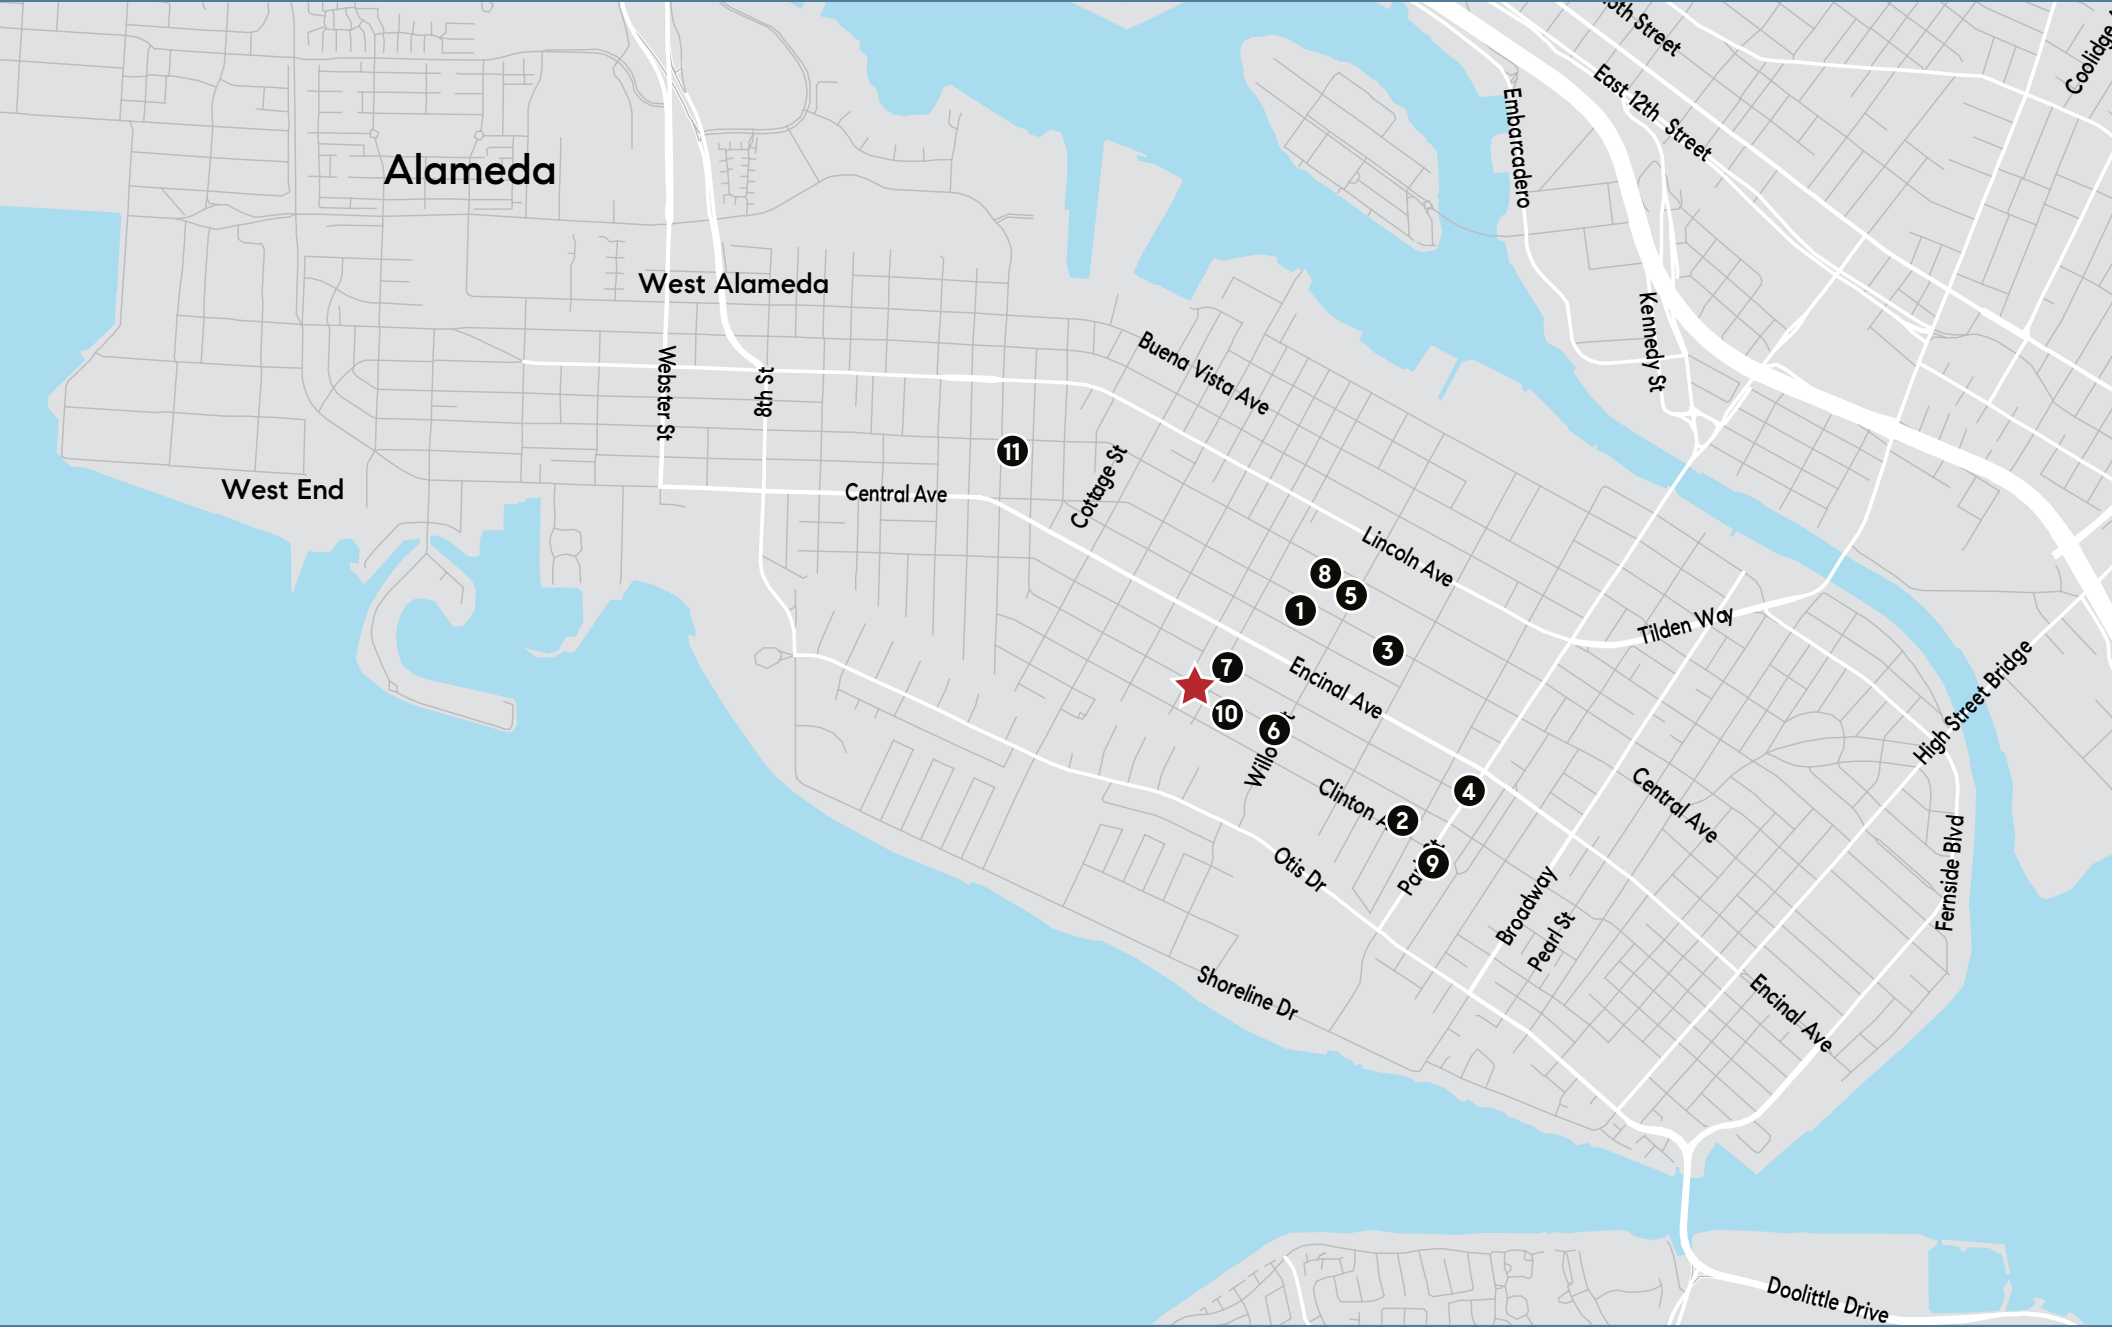 10th Street
Coolidge
East 12th Street
Embarcadero
Alameda
West Alameda
Kennedy St
Buena Vista Ave
Webster St
8th St
11
Cottage St
West End
Central Ave
Lincoln Ave
8
5
1
Tilden Way
3
7
Encinal Ave
High Street Bridge
10
6
Clinton
4
2
Central Ave
9
Otis Dr
Broadway
Pearl St
Fernside Blvd
Shoreline Dr
Encinal Ave
Doolittle Drive